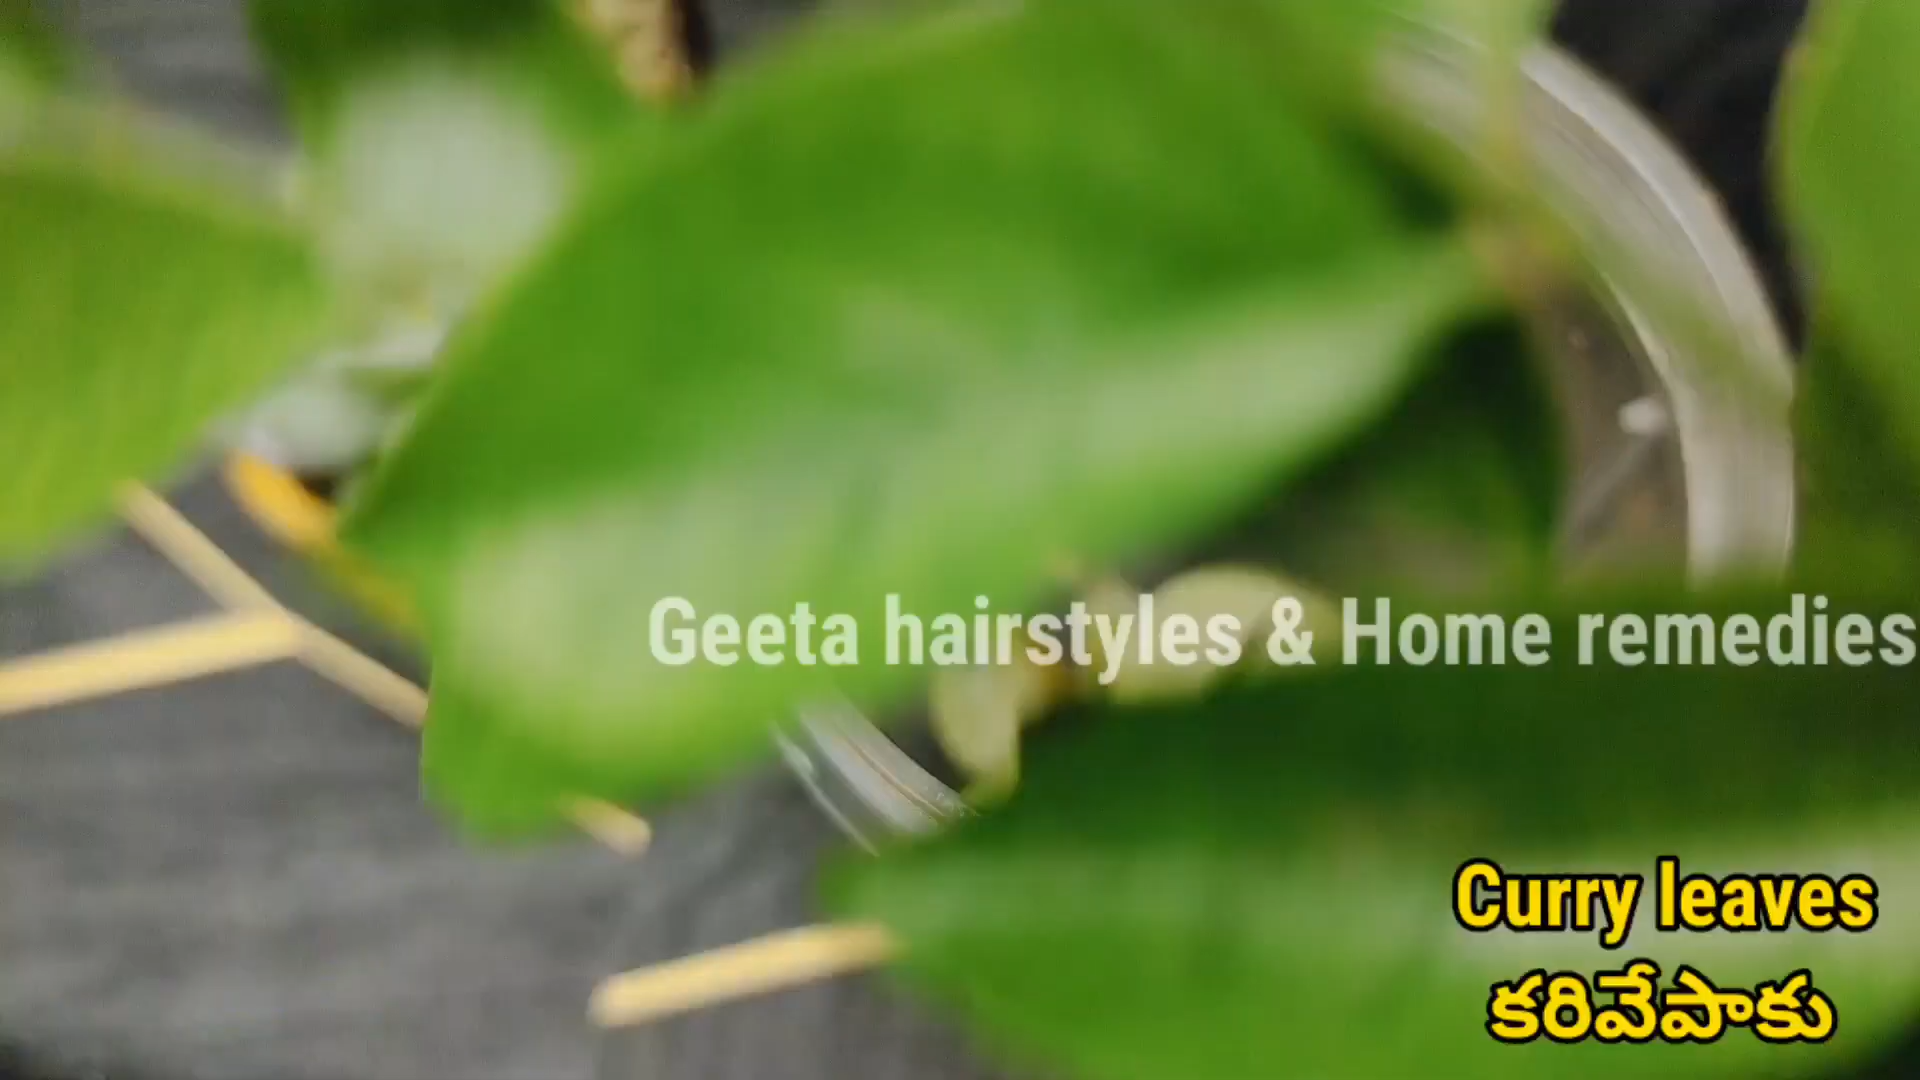 Geeta hairstyles & Home remedies
Curry leaves
కరివేపాకు